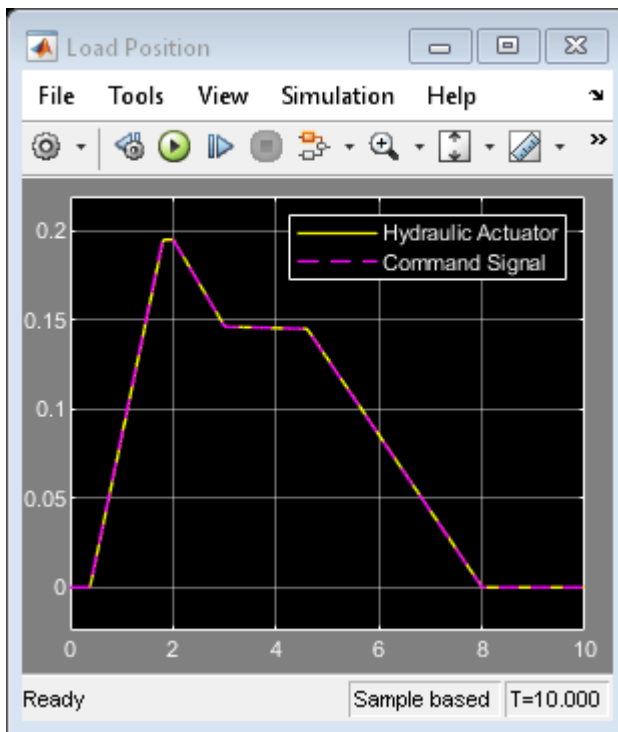 Load Position
File Tools View Simulation Help
0.2
0.15
0.1
0.05
0
Hydraulic Actuator
Command Signal
0 2 4 6 8 10
Ready Sample based T=10.000